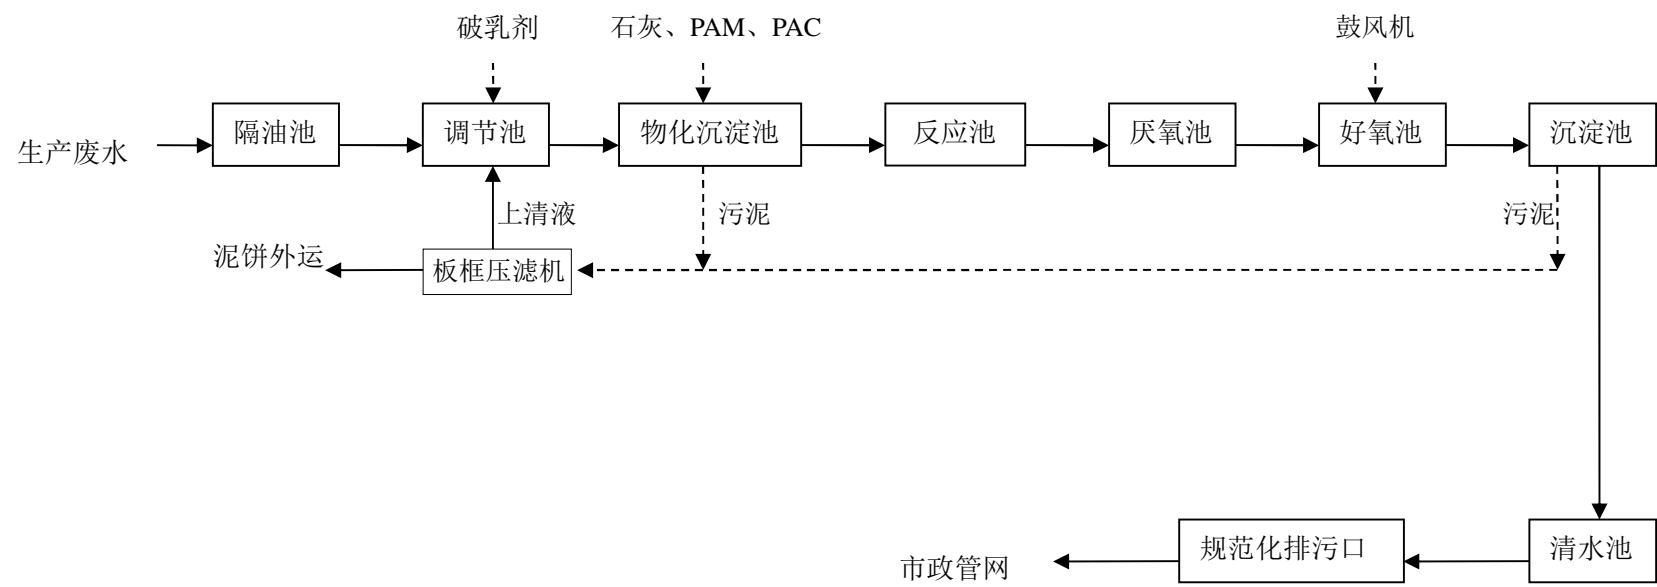 破乳剂
石灰、PAM、PAC
鼓风机
生产废水
隔油池
调节池
物化沉淀池
反应池
厌氧池
好氧池
沉淀池
上清液
污泥
污泥
泥饼外运
板框压滤机
市政管网
规范化排污口
清水池